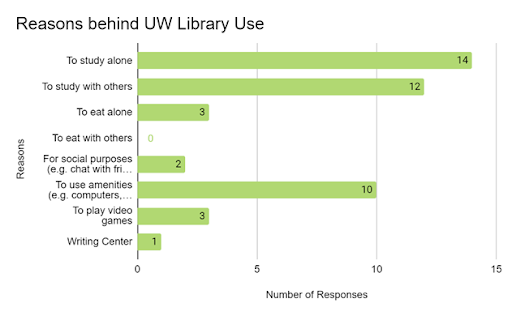 Reasons behind UW Library Use
To study alone
14
To study with others
12
To eat alone
3
To eat with others
0
For social purposes
(e.g. chat with fri…
2
To use amenities
(e.g. computers,…
10
To play video
games
3
Writing Center
1
Reasons
0 5 10 15
Number of Responses